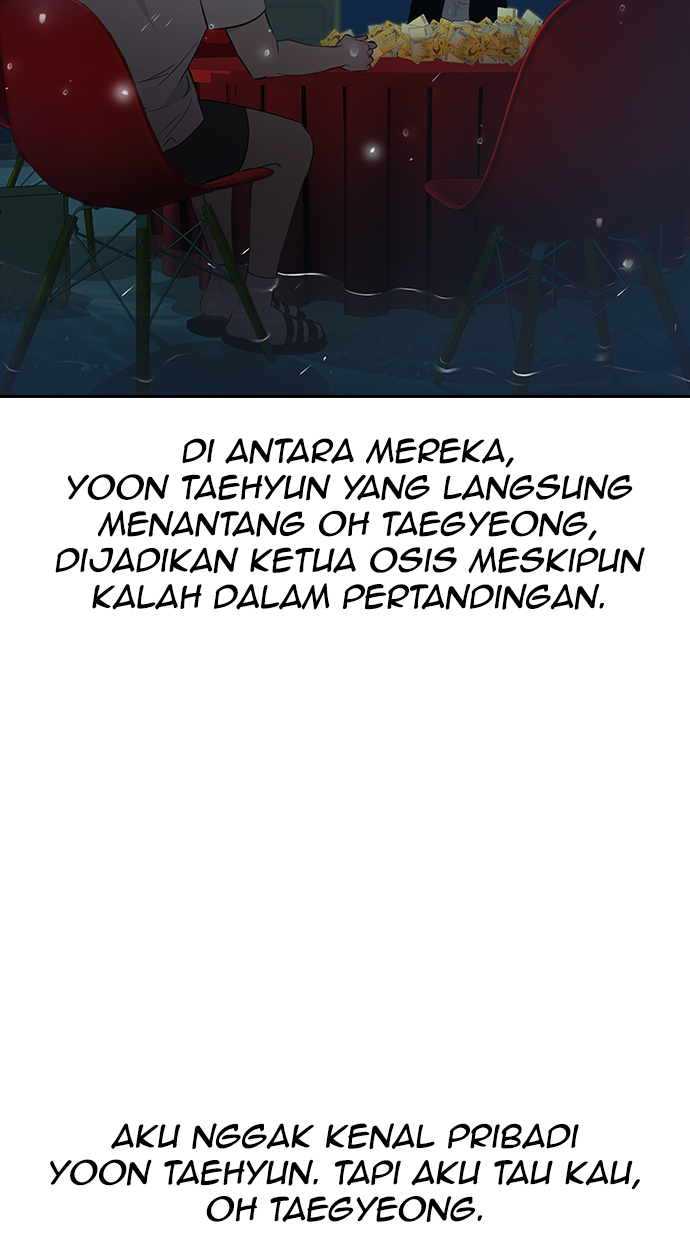 DI ANTARA MEREKA,
YOON TAEHYUN YANG LANGSUNG
MENANTANG OH TAEGYEONG,
DIJADIKAN KETUA OSIS MESKIPUN
KALAH DALAM PERTANDINGAN.
AKU NGGAK KENAL PRIBADI
YOON TAEHYUN. TAPI AKU TAU KAU,
OH TAEGYEONG.